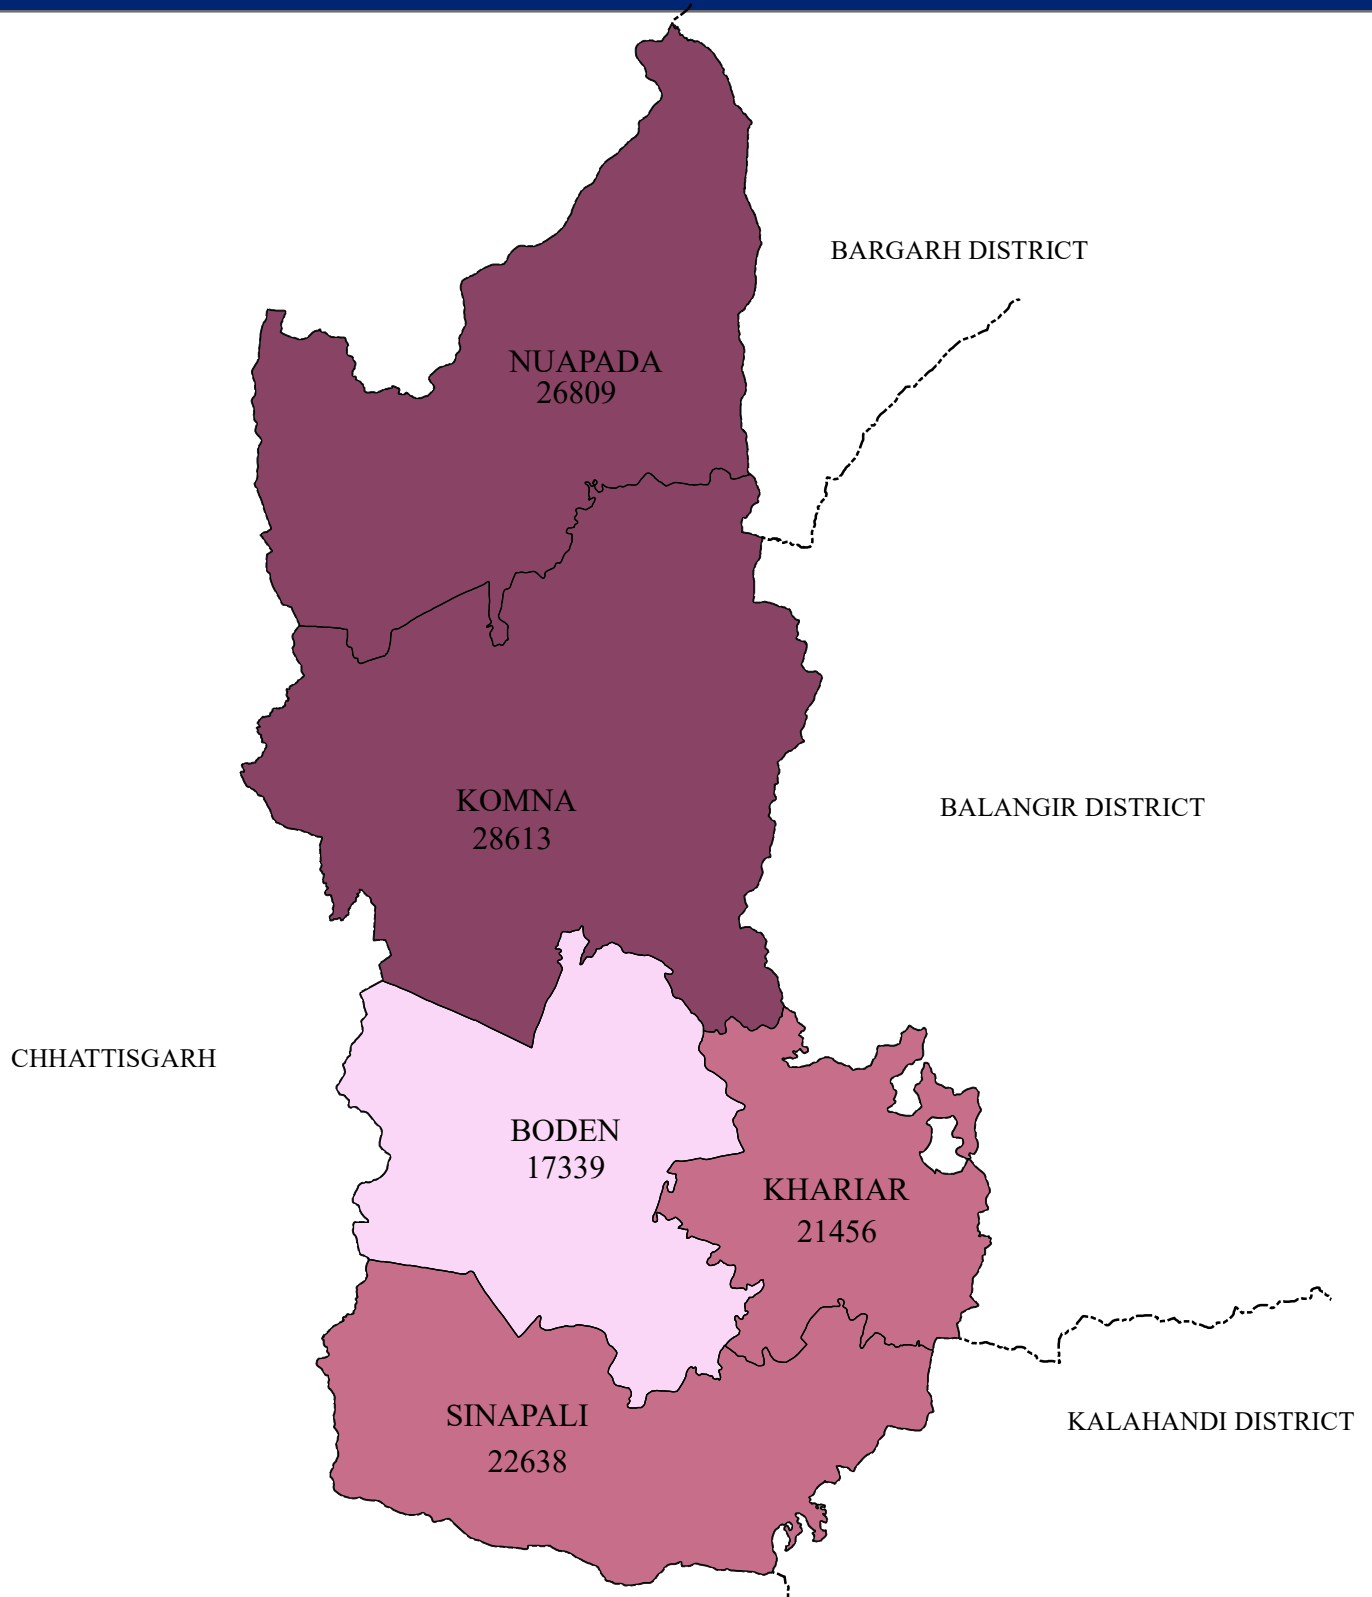 BARGARH DISTRICT
NUAPADA
26809
KOMNA
28613
BALANGIR DISTRICT
CHHATTISGARH
BODEN
17339
KHARIAR
21456
SINAPALI
22638
KALAHANDI DISTRICT